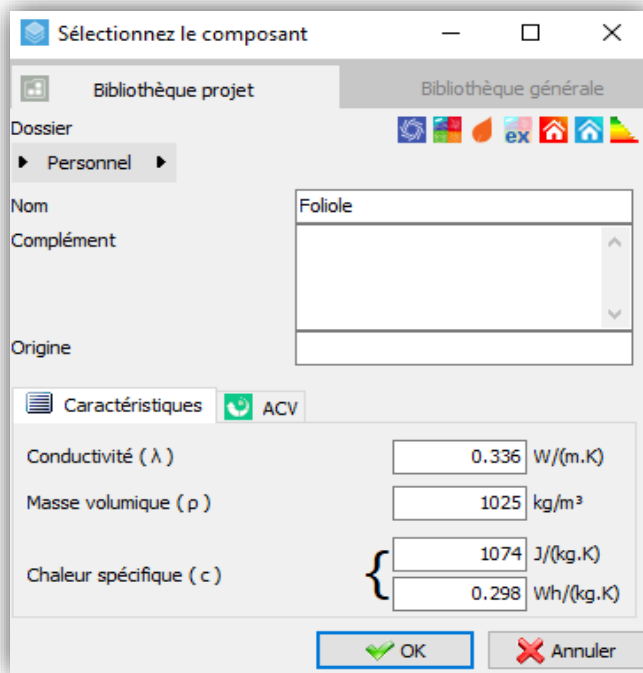 Sélectionnez le composant
Bibliothèque projet
Bibliothèque générale
Dossier
ex
Personnel
Nom
Foliole
Complément
Origine
Caractéristiques
ACV
Conductivité ( λ )
0.336 W/(m.K)
Masse volumique ( ρ )
1025 kg/m³
Chaleur spécifique ( c )
1074 J/(kg.K)
0.298 Wh/(kg.K)
OK
Annuler